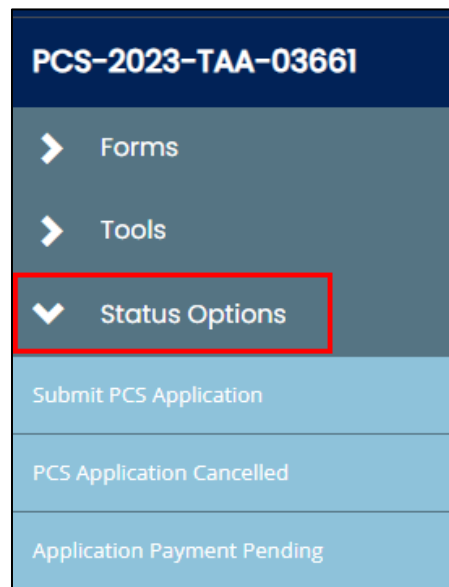 PCS-2023-TAA-03661
Forms
Tools
Status Options
Submit PCS Application
PCS Application Cancelled
Application Payment Pending